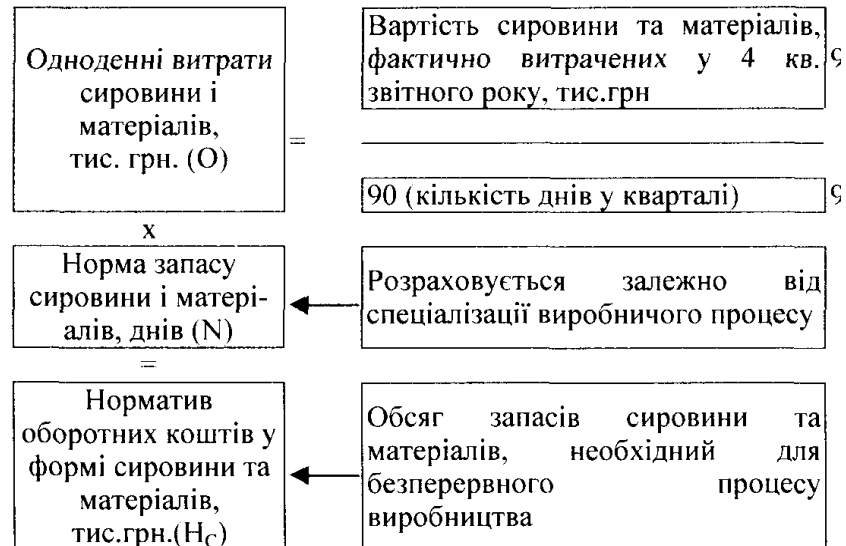 Одноденні витрати
сировини і
матеріалів,
тис. грн. (О)
=
Вартість сировини та матеріалів,
фактично витрачених у 4 кв.
звітного року, тис.грн
9
90 (кількість днів у кварталі)
9
х
Норма запасу
сировини і матері-
алів, днів (N)
Розраховується залежно від
спеціалізації виробничого процесу
=
Норматив
оборотних коштів у
формі сировини та
матеріалів,
тис.грн.(НС)
Обсяг запасів сировини та
матеріалів, необхідний для
безперервного процесу
виробництва